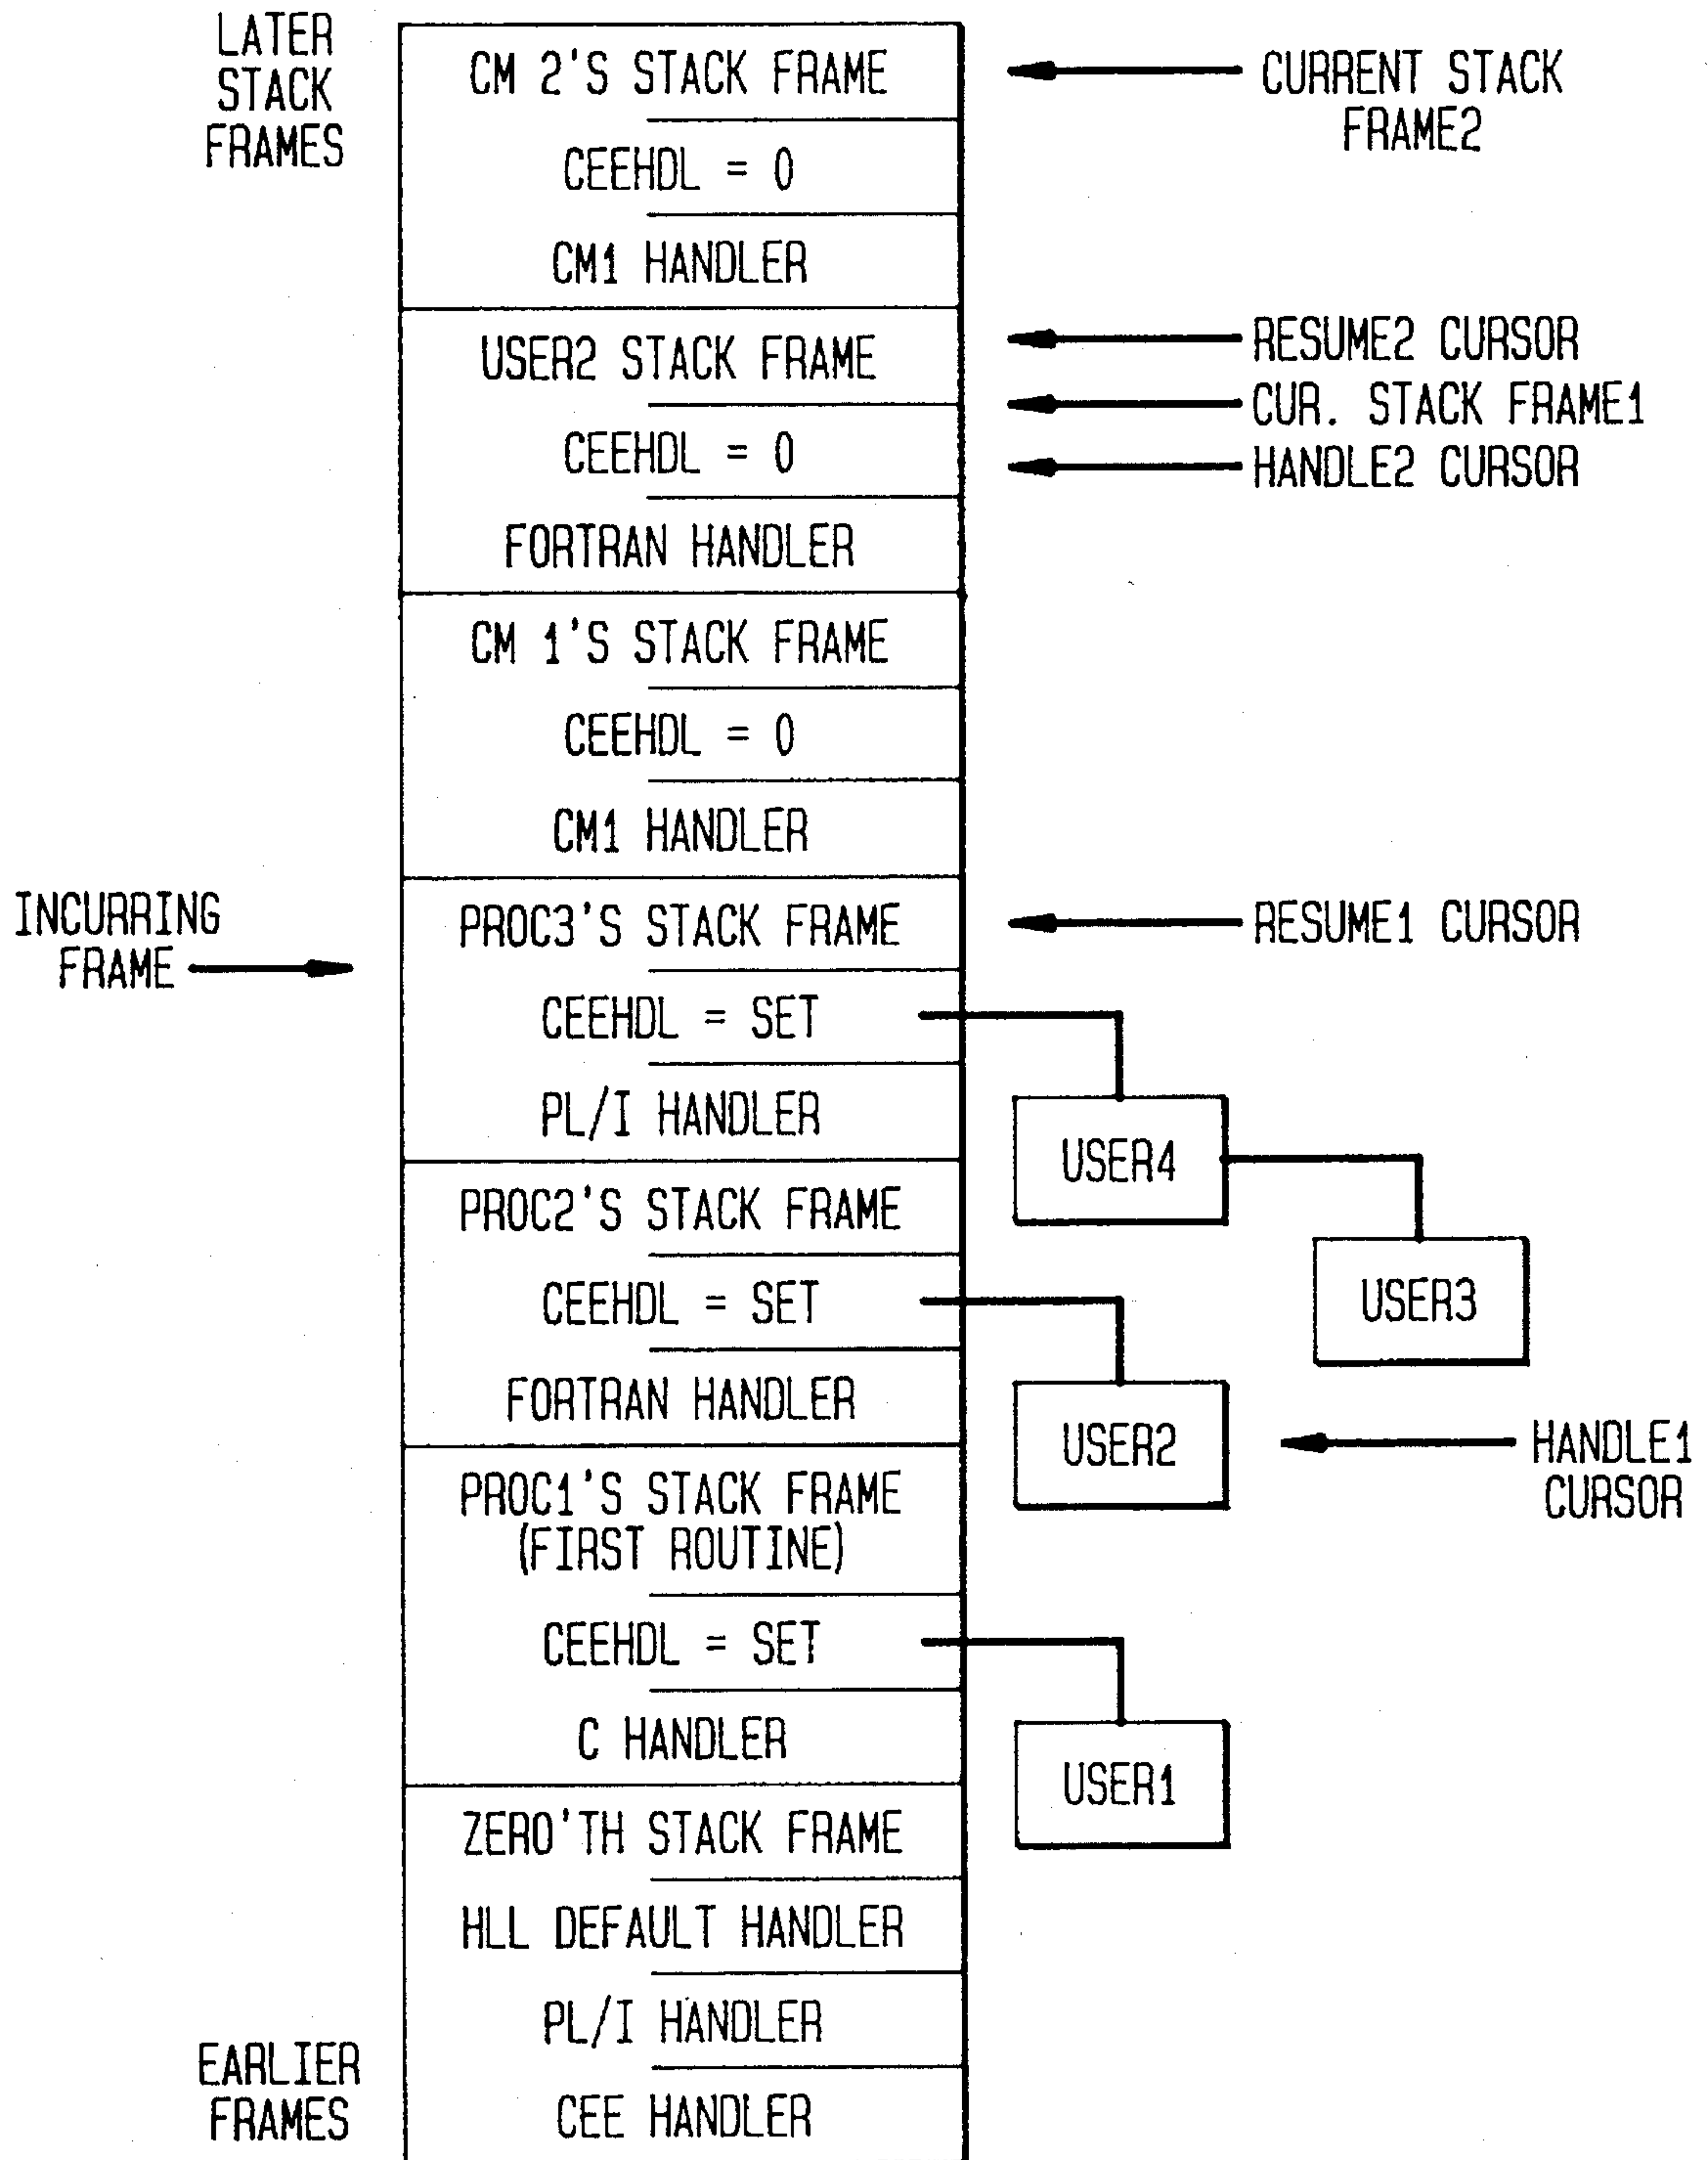 LATER
STACK
FRAMES
CM 2'S STACK FRAME
CURRENT STACK
FRAME2
CEEHDL = 0
CM1 HANDLER
USER2 STACK FRAME
RESUME2 CURSOR
CUR. STACK FRAME1
CEEHDL = 0
HANDLE2 CURSOR
FORTRAN HANDLER
CM 1'S STACK FRAME
CEEHDL = 0
CM1 HANDLER
INCURRING
FRAME
PROC3'S STACK FRAME
RESUME1 CURSOR
CEEHDL = SET
PL/I HANDLER
USER4
PROC2'S STACK FRAME
CEEHDL = SET
USER3
FORTRAN HANDLER
USER2
HANDLE1
CURSOR
PROC1'S STACK FRAME
(FIRST ROUTINE)
CEEHDL = SET
C HANDLER
USER1
ZERO'TH STACK FRAME
HLL DEFAULT HANDLER
PL/I HANDLER
EARLIER
FRAMES
CEE HANDLER